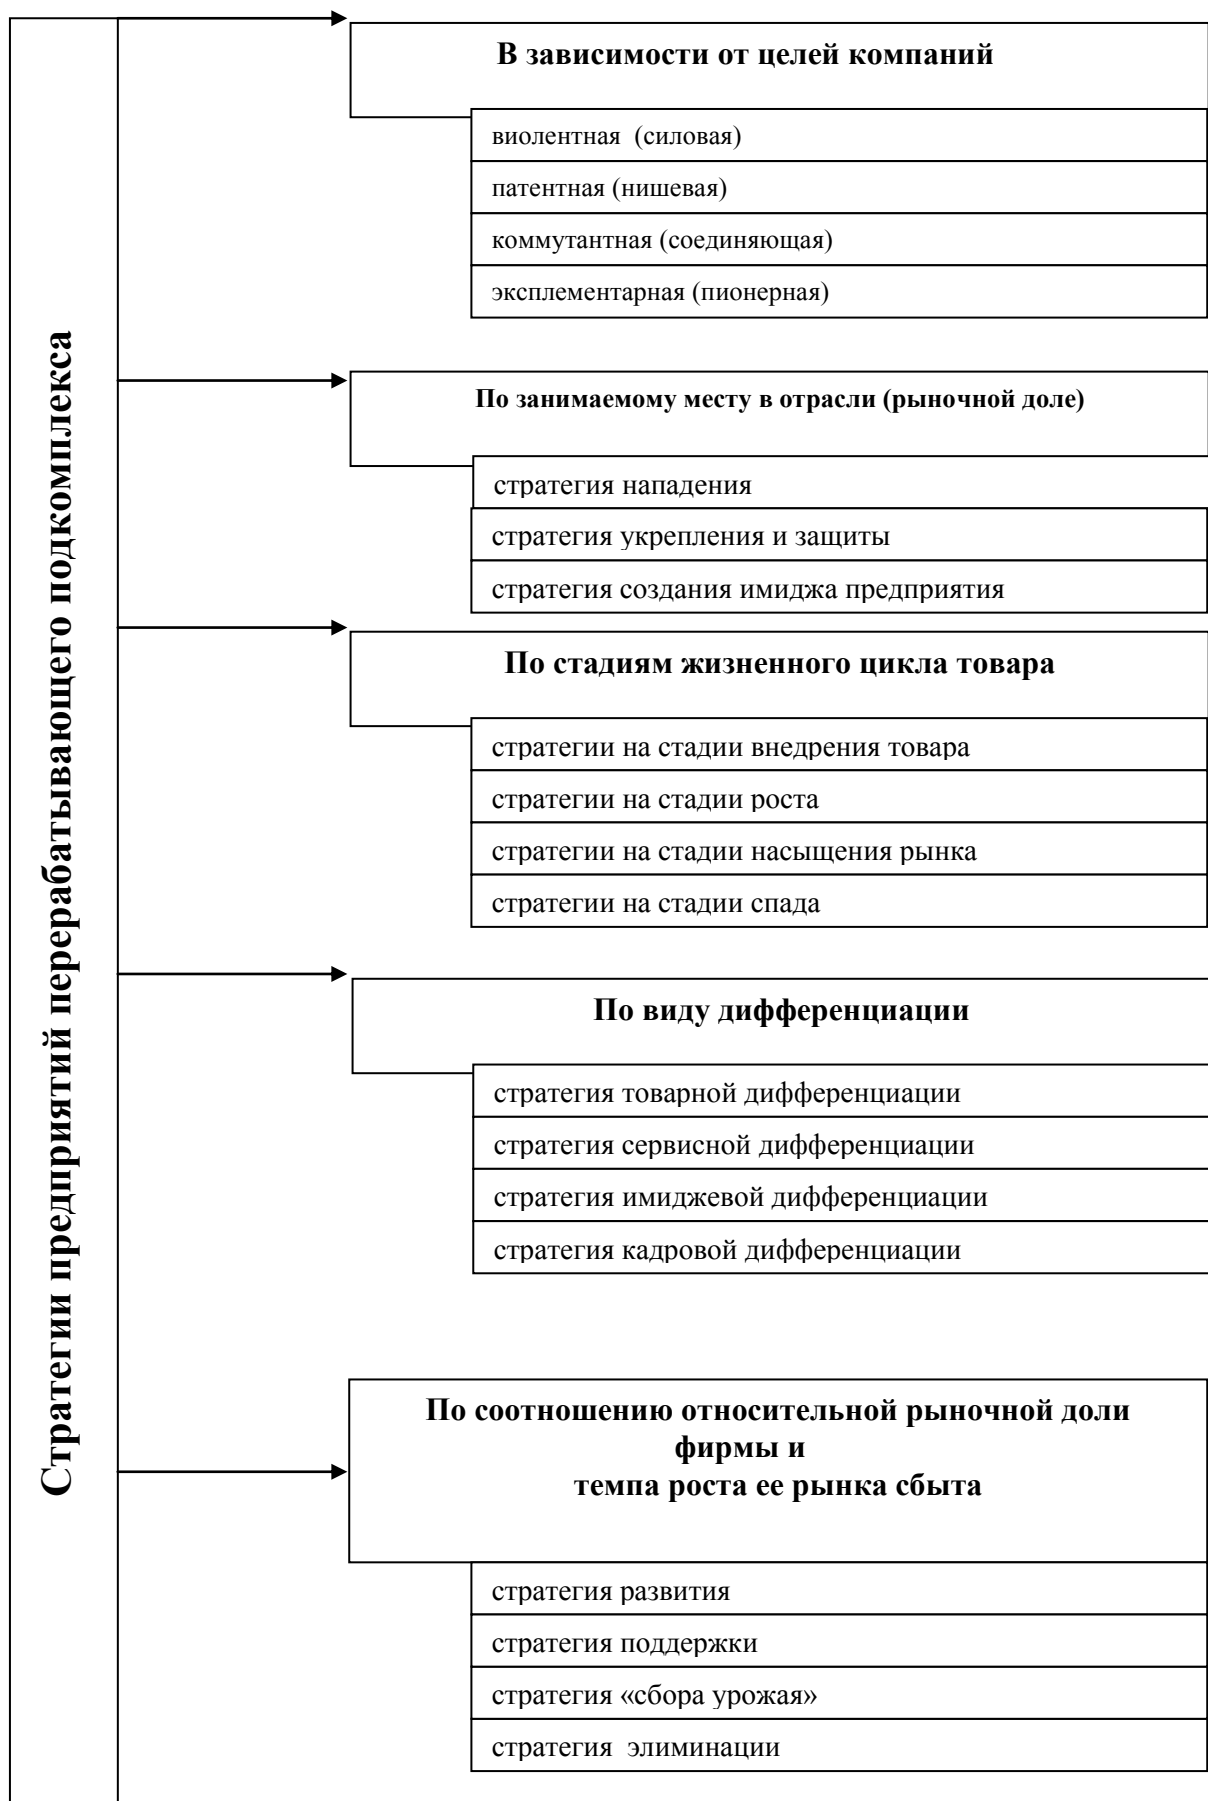 Стратегии предприятий перерабатывающего подкомплекса
В зависимости от целей компаний
виолентная (силовая)
патентная (нишевая)
коммутантная (соединяющая)
эксплементарная (пионерная)
По занимаемому месту в отрасли (рыночной доле)
стратегия нападения
стратегия укрепления и защиты
стратегия создания имиджа предприятия
По стадиям жизненного цикла товара
стратегии на стадии внедрения товара
стратегии на стадии роста
стратегии на стадии насыщения рынка
стратегии на стадии спада
По виду дифференциации
стратегия товарной дифференциации
стратегия сервисной дифференциации
стратегия имиджевой дифференциации
стратегия кадровой дифференциации
По соотношению относительной рыночной доли
фирмы и
темпа роста ее рынка сбыта
стратегия развития
стратегия поддержки
стратегия «сбора урожая»
стратегия элиминации